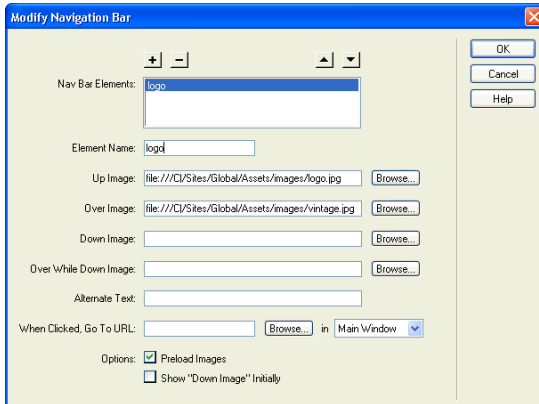 Modify Navigation Bar
OK
Cancel
Help
Nav Bar Elements:
logo
Element Name: logo
Up Image: file:///C|/Sites/Global/Assets/images/logo.jpg Browse...
Over Image: file:///C|/Sites/Global/Assets/images/vintage.jpg Browse...
Down Image: Browse...
Over While Down Image: Browse...
Alternate Text:
When Clicked, Go To URL: Browse... in Main Window
Options: Preload Images
Show "Down Image" Initially